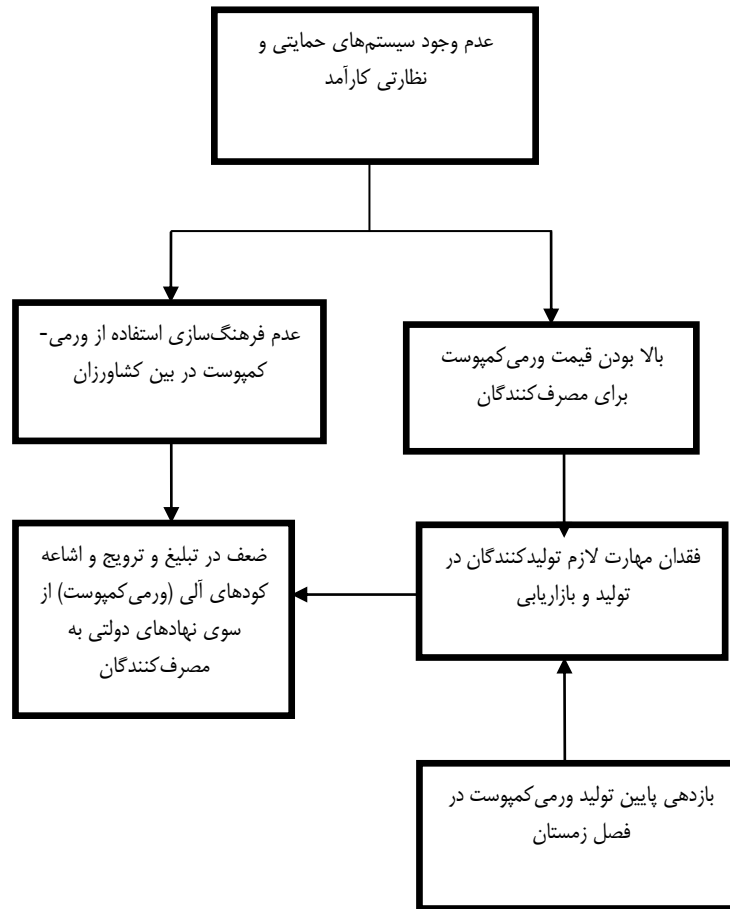 عدم وجود سیستم‌های حمایتی و
نظارتی کارآمد
عدم فرهنگ‌سازی استفاده از ورمی-
کمپوست در بین کشاورزان
بالا بودن قیمت ورمی‌کمپوست
برای مصرف‌کنندگان
ضعف در تبلیغ و ترویج و اشاعه
کودهای آلی (ورمی‌کمپوست) از
سوی نهادهای دولتی به
مصرف‌کنندگان
فقدان مهارت لازم تولیدکنندگان در
تولید و بازاریابی
بازدهی پایین تولید ورمی‌کمپوست در
فصل زمستان